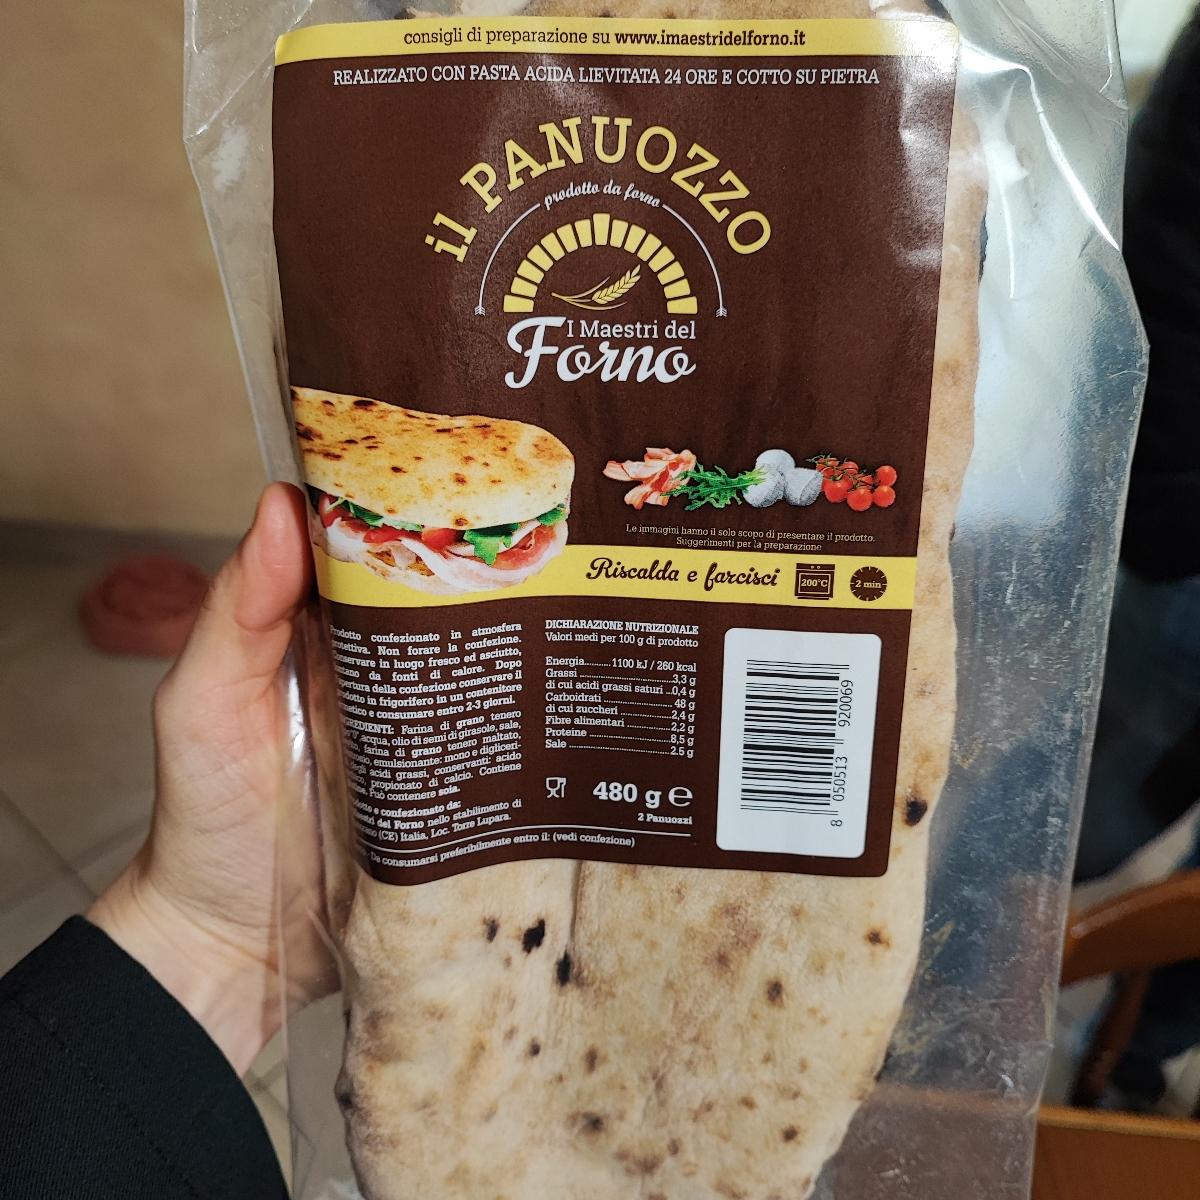 consigli di preparazione su www.imaestridelforno.it
REALIZZATO CON PASTA ACIDA LIEVITATA 24 ORE E COTTO SU PIETRA
il PANUOZZO
prodotto da forno
I Maestri del
Forno
Le immagini hanno il solo scopo di presentare il prodotto.
Suggerimenti per la preparazione
Riscalda e farcisci 200°C 2 min
Prodotto confezionato in atmosfera
protettiva. Non forare la confezione.
conservare in luogo fresco ed asciutto,
lontano da fonti di calore. Dopo
apertura della confezione conservare il
prodotto in frigorifero in un contenitore
e consumare entro 2-3 giorni.
INGREDIENTI: Farina di grano tenero
acqua, olio di semi di girasole, sale,
farina di grano tenero maltato,
emulsionante: mono e digliceri-
degli acidi grassi, conservanti: acido
propionato di calcio. Contiene
Può contenere soia.
e confezionato da:
Maestri del Forno nello stabilimento di
(CE) Italia, Loc. Torre Lupara.
Da consumarsi preferibilmente entro il: (vedi confezione)
DICHIARAZIONE NUTRIZIONALE
Valori medi per 100 g di prodotto
Energia..........1100 kJ / 260 kcal
Grassi..........3,3 g
di cui acidi grassi saturi..0,4 g
Carboidrati..........48 g
di cui zuccheri..........2,4 g
Fibre alimentari..........2,2 g
Proteine..........8,5 g
Sale..........2.5 g
480 g e
2 Panuozzi
8 050513 920069